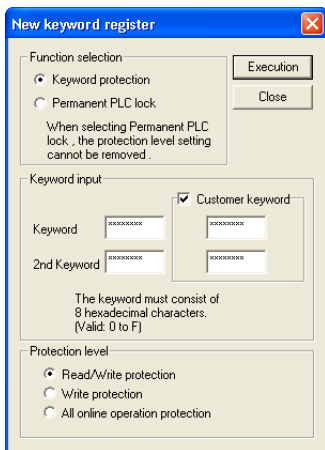 New keyword register
Function selection
Keyword protection
Permanent PLC lock
When selecting Permanent PLC
lock , the protection level setting
cannot be removed .
Execution
Close
Keyword input
Customer keyword
Keyword ******** ********
2nd Keyword ******** ********
The keyword must consist of
8 hexadecimal characters.
(Valid: 0 to F)
Protection level
Read/Write protection
Write protection
All online operation protection